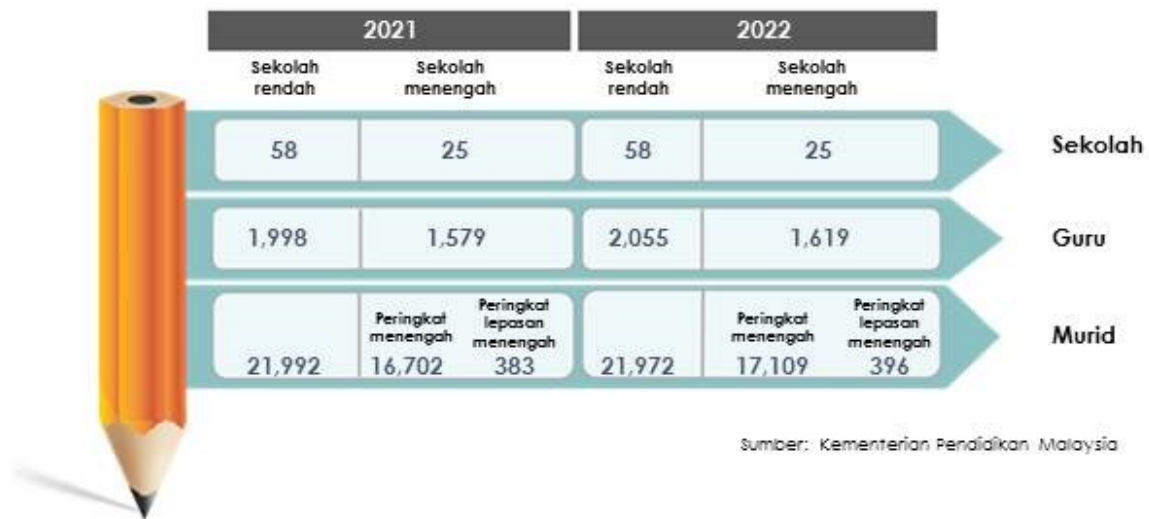 2021 2022
Sekolah rendah Sekolah menengah Sekolah rendah Sekolah menengah
58 25 58 25 Sekolah
1,998 1,579 2,055 1,619 Guru
Peringkat menengah Peringkat lepasan menengah Peringkat menengah Peringkat lepasan menengah Murid
21,992 16,702 383 21,972 17,109 396
Sumber: Kementerian Pendidikan Malaysia